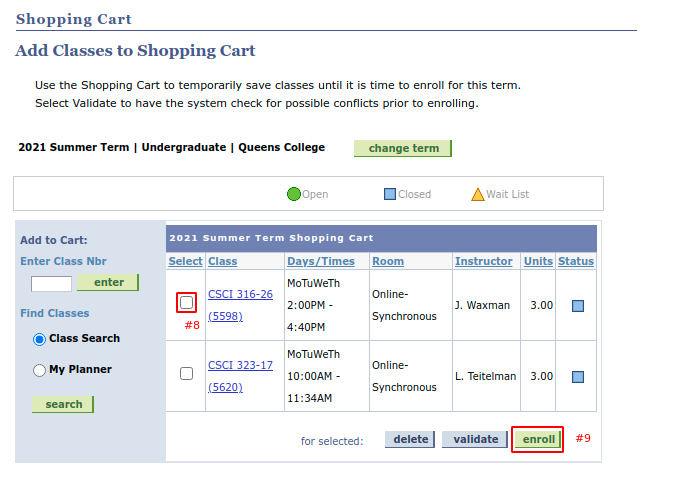 Shopping Cart
Add Classes to Shopping Cart
Use the Shopping Cart to temporarily save classes until it is time to enroll for this term.
Select Validate to have the system check for possible conflicts prior to enrolling.
2021 Summer Term | Undergraduate | Queens College
change term
Open
Closed
Wait List
Add to Cart:
Enter Class Nbr
enter
Find Classes
Class Search
My Planner
search
2021 Summer Term Shopping Cart
Select Class Days/Times Room Instructor Units Status
#8
CSCI 316-26
(5598)
MoTuWeTh
2:00PM -
4:40PM
Online-
Synchronous
J. Waxman
3.00
CSCI 323-17
(5620)
MoTuWeTh
10:00AM -
11:34AM
Online-
Synchronous
L. Teitelman
3.00
for selected:
delete
validate
enroll
#9